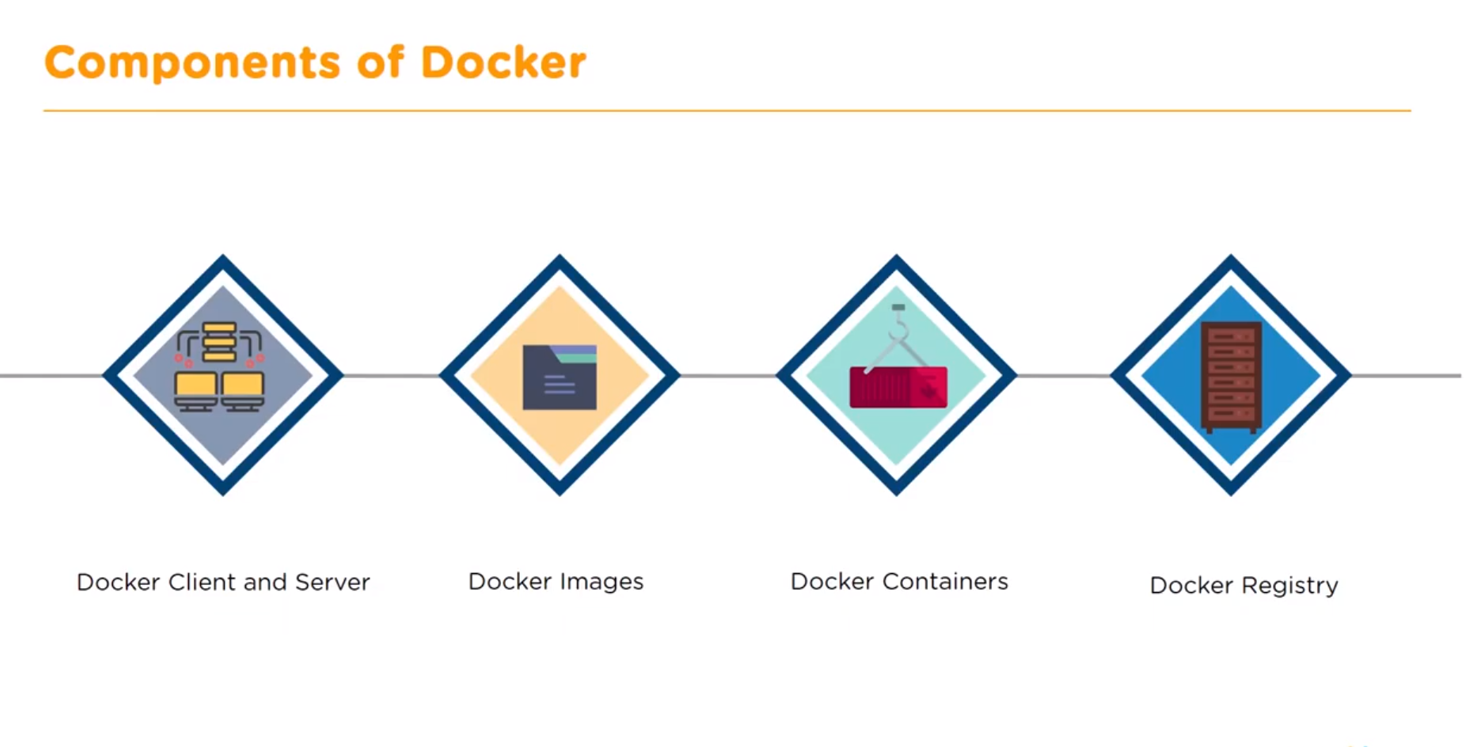 Components of Docker
Docker Client and Server
Docker Images
Docker Containers
Docker Registry